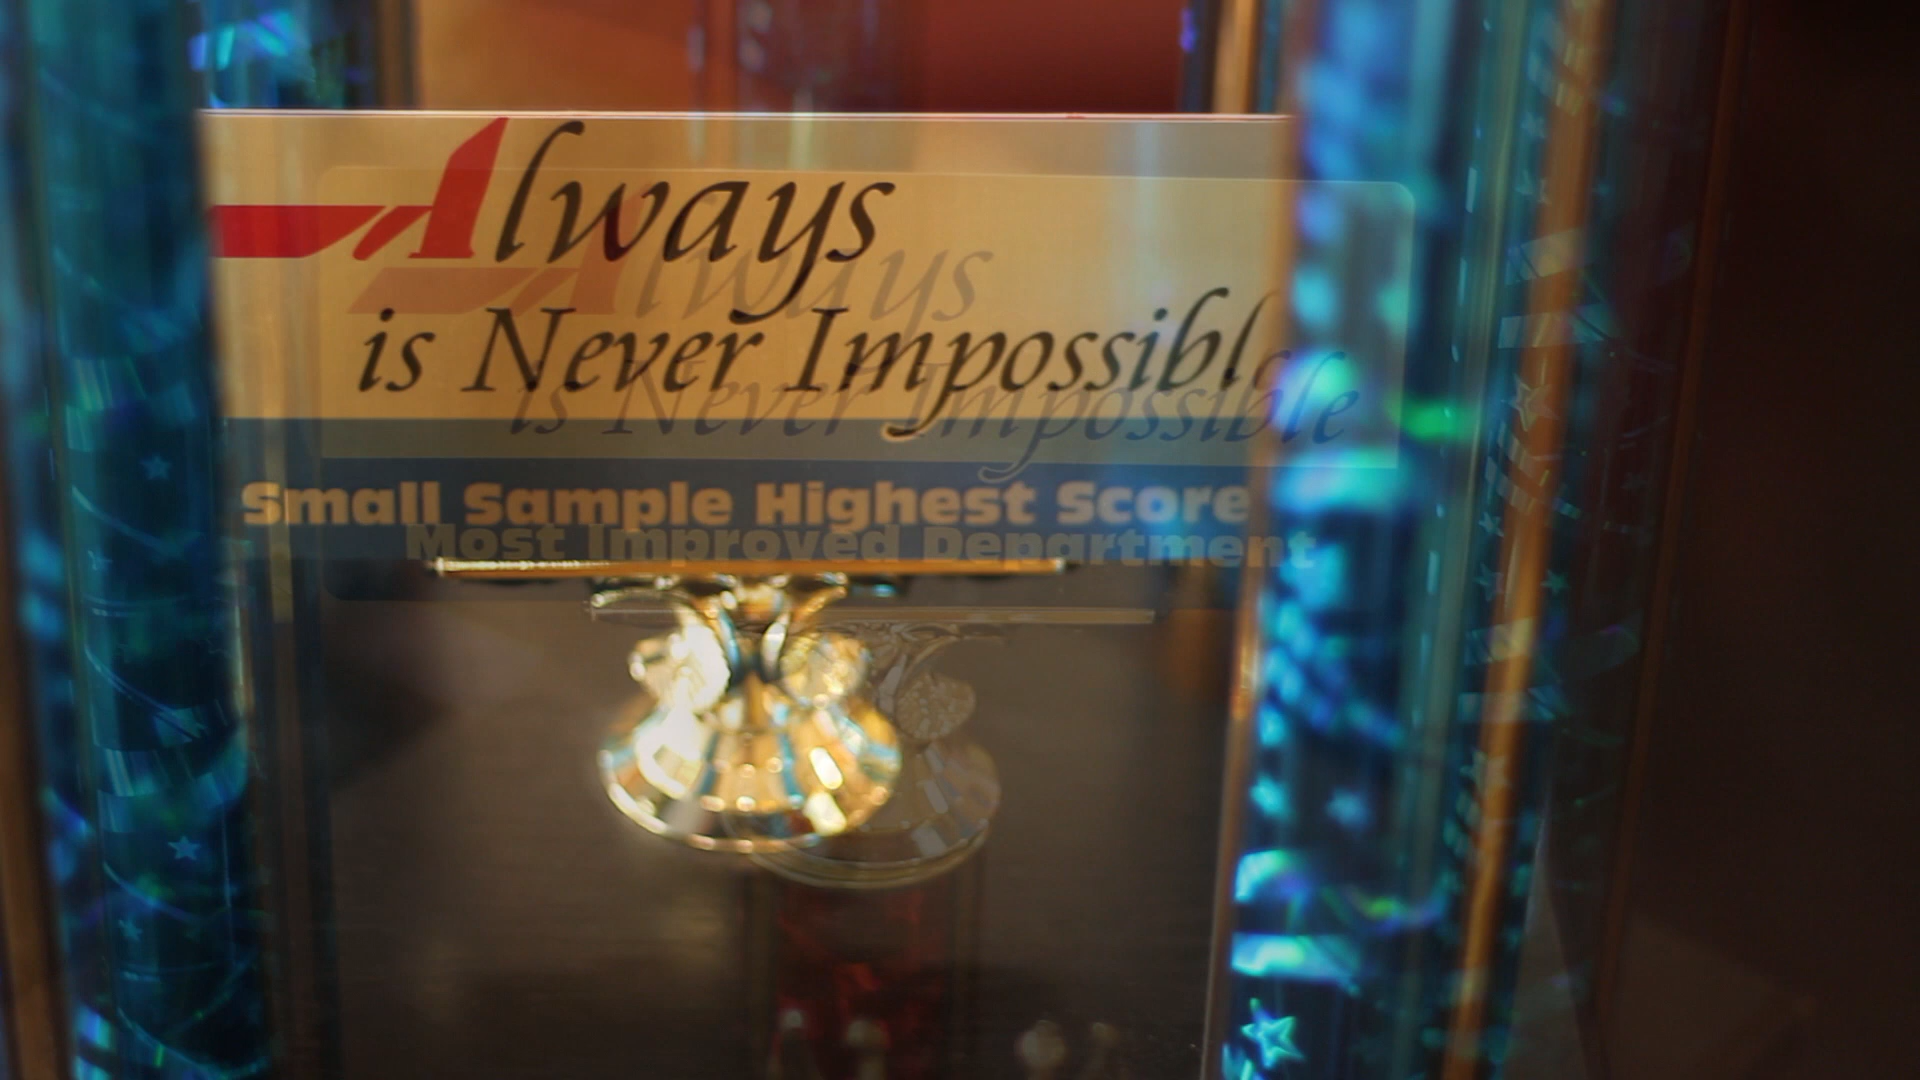 Always
is Never Impossible
Small Sample Highest Score
Always
is Never Impossible
Most Improved Department